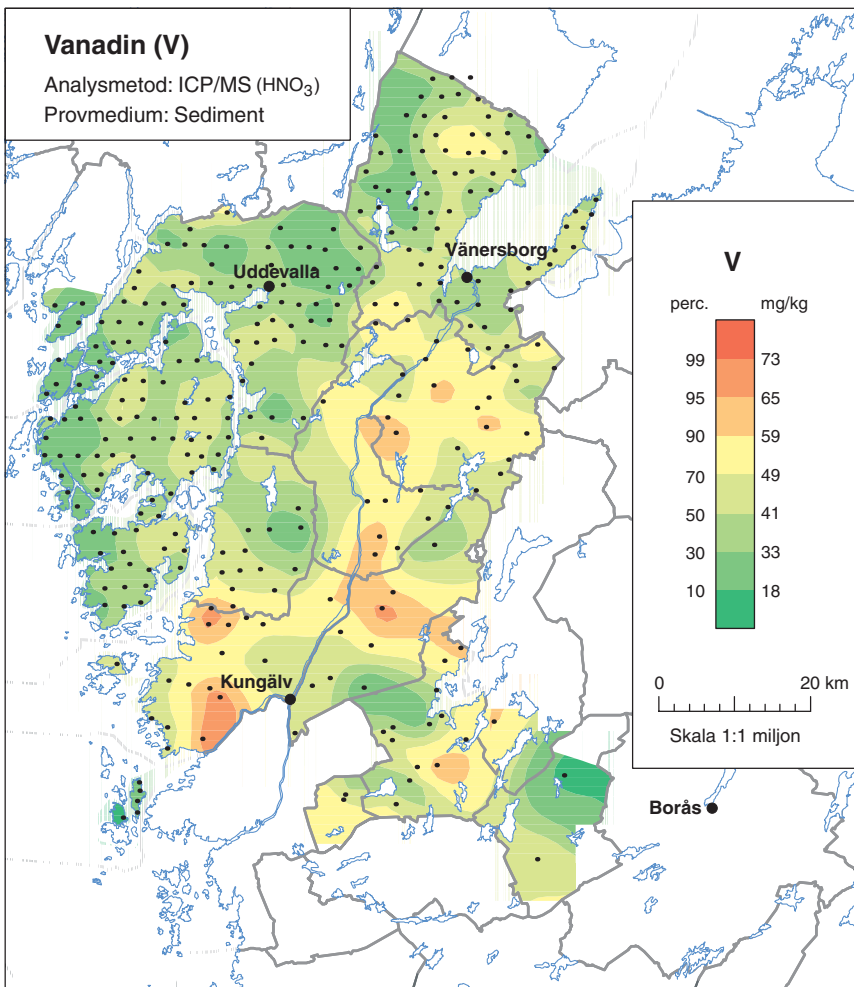 Vanadin (V)
Analysmetod: ICP/MS (HNO3)
Provmedium: Sediment
Vänersborg
Uddevalla
Kungälv
Borås
V
perc. mg/kg
99 73
95 65
90 59
70 49
50 41
30 33
10 18
0 20 km
Skala 1:1 miljon